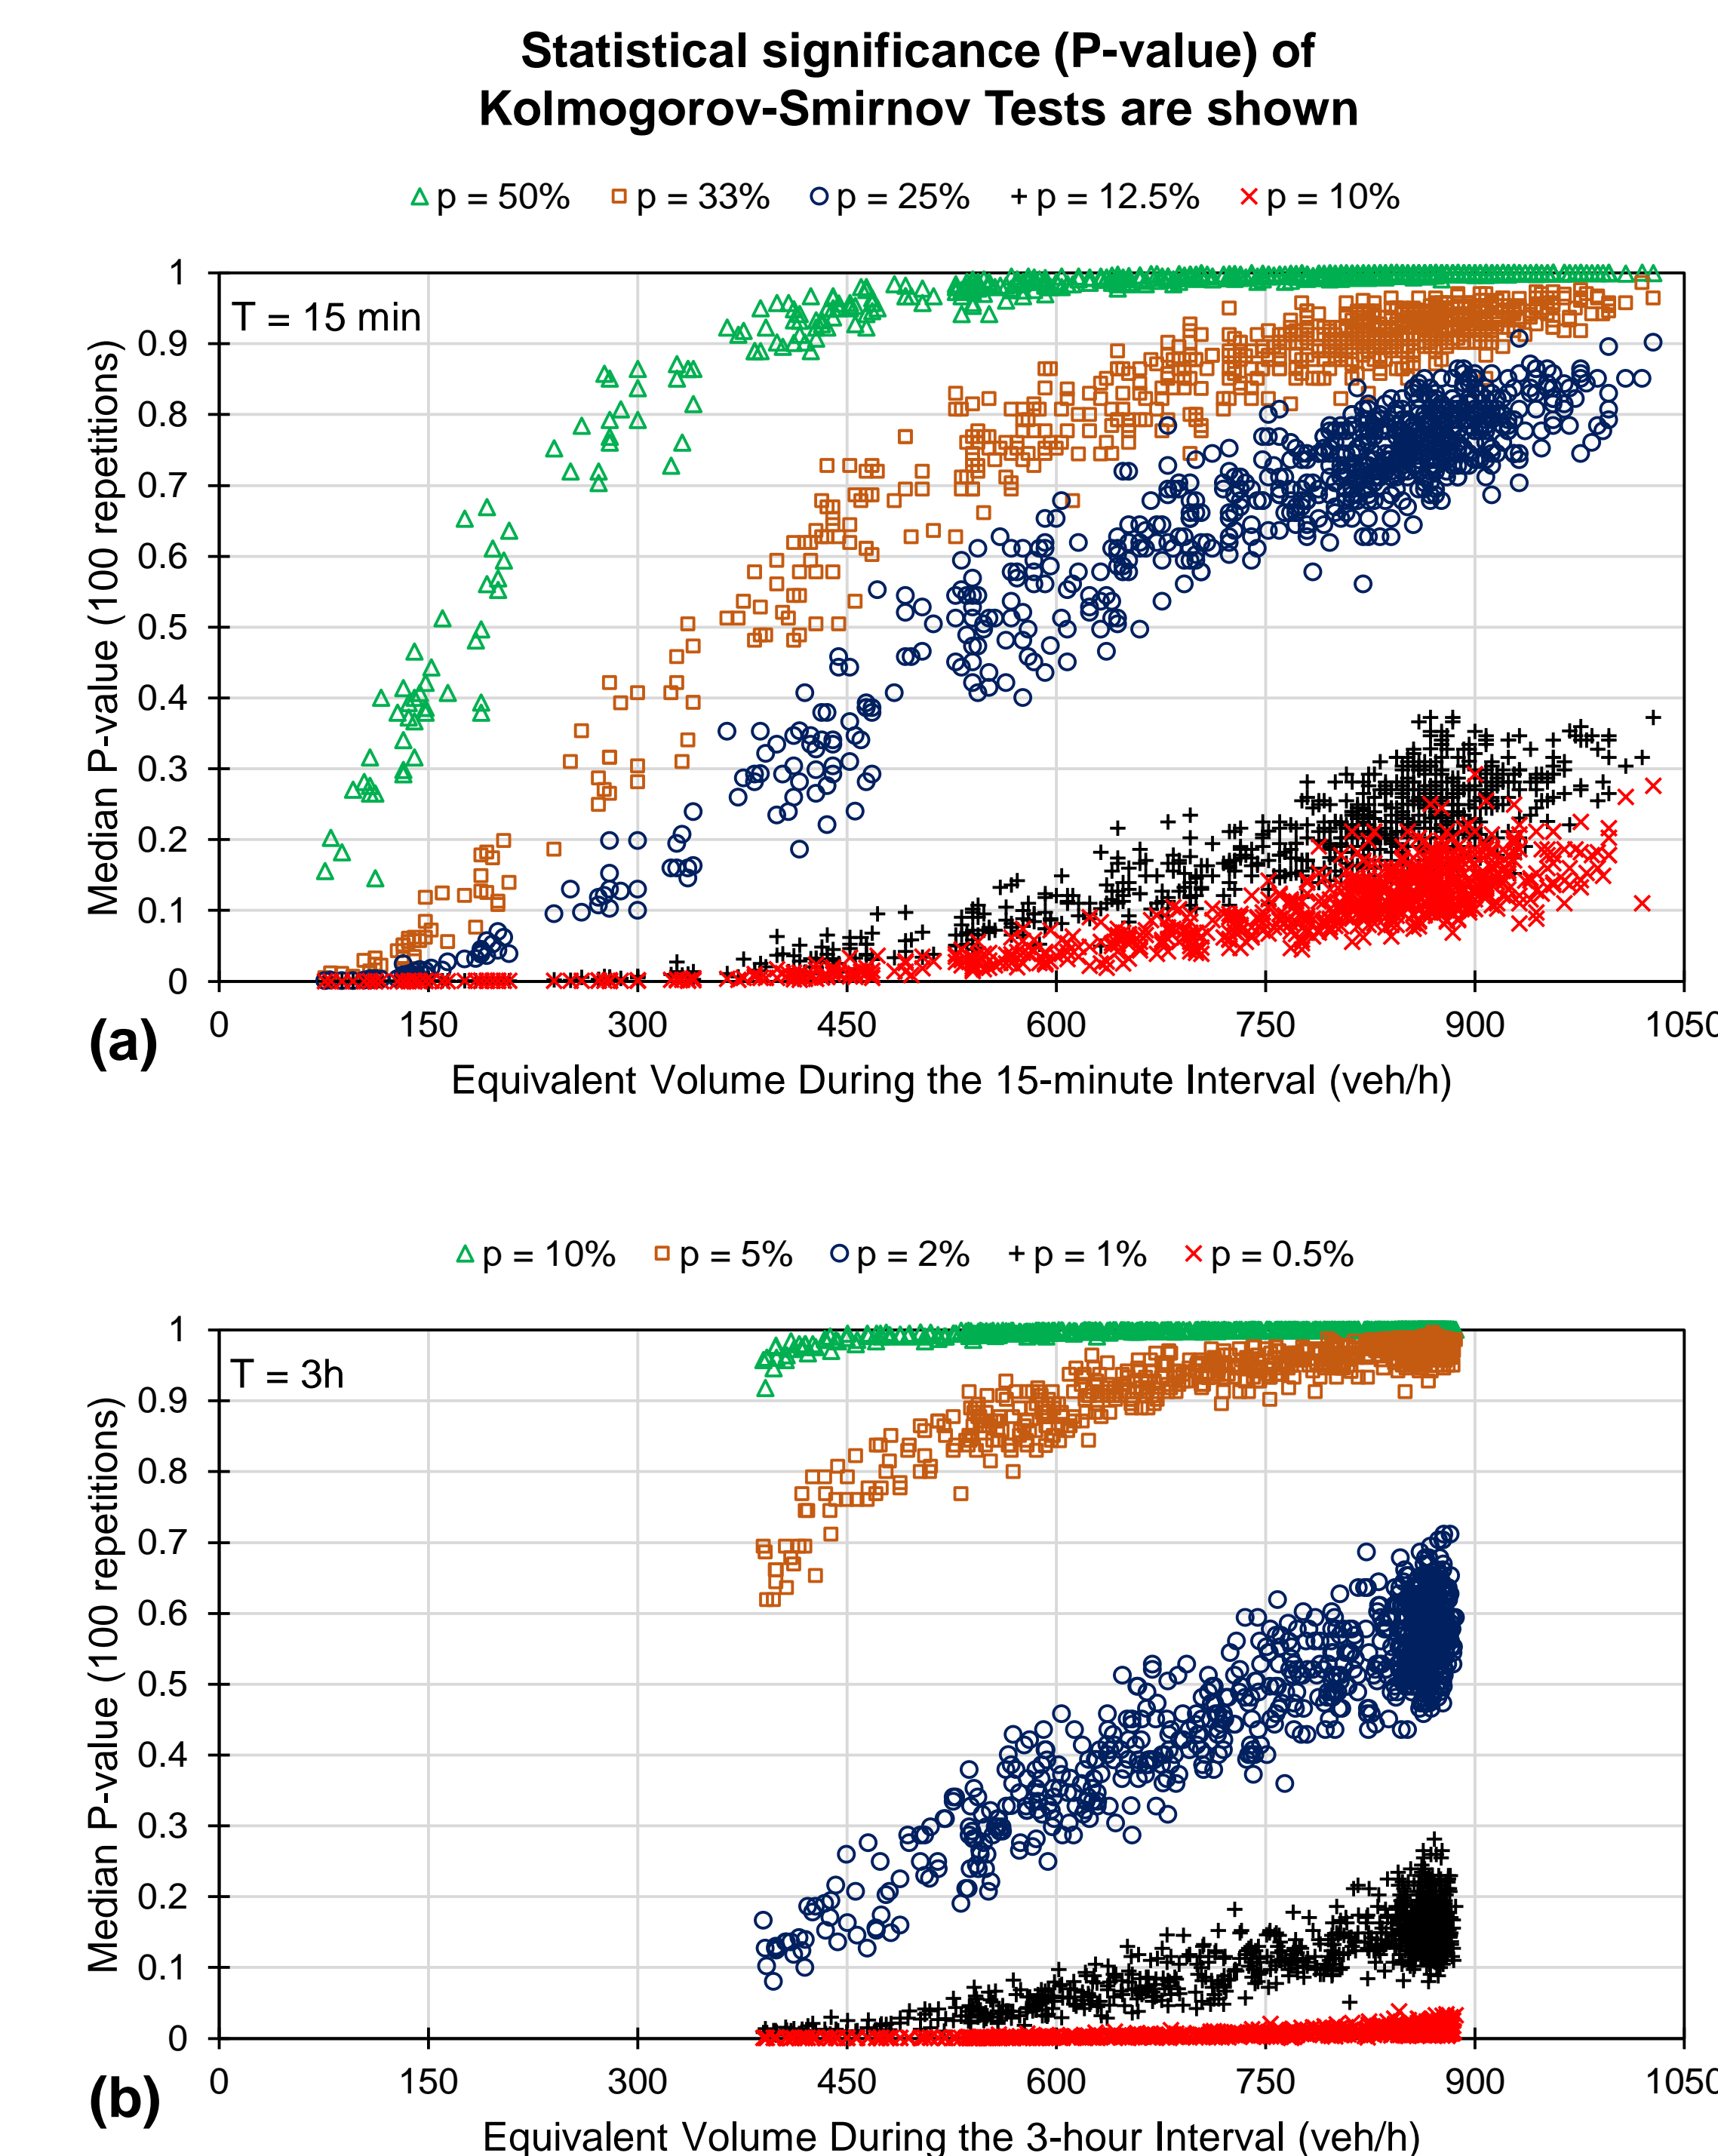 Statistical significance (P-value) of
Kolmogorov-Smirnov Tests are shown
p = 50% p = 33% p = 25% p = 12.5% p = 10%
T = 15 min
Median P-value (100 repetitions)
1
0.9
0.8
0.7
0.6
0.5
0.4
0.3
0.2
0.1
0
0 150 300 450 600 750 900 1050
(a)
Equivalent Volume During the 15-minute Interval (veh/h)
p = 10% p = 5% p = 2% p = 1% p = 0.5%
T = 3h
Median P-value (100 repetitions)
1
0.9
0.8
0.7
0.6
0.5
0.4
0.3
0.2
0.1
0
0 150 300 450 600 750 900 1050
(b)
Equivalent Volume During the 3-hour Interval (veh/h)